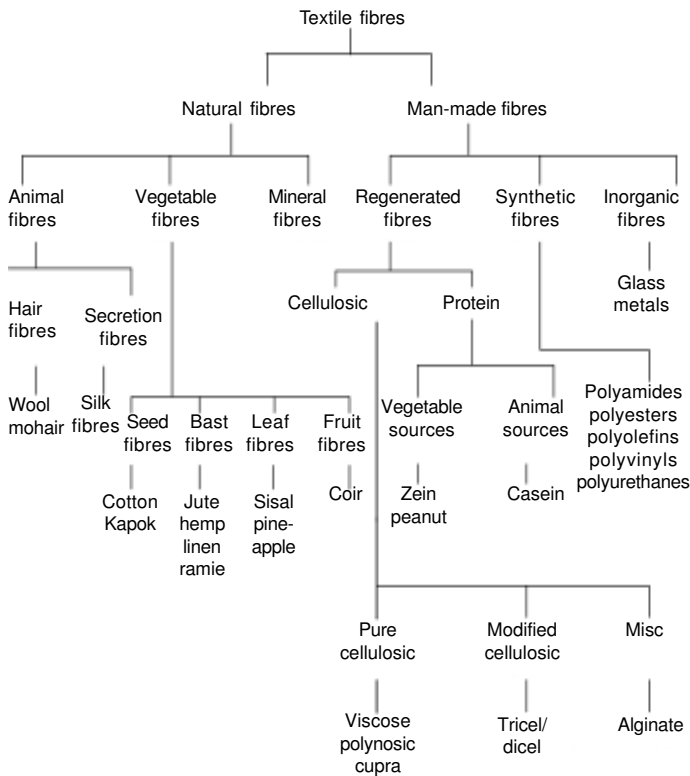 Textile fibres
Natural fibres
Man-made fibres
Animal
fibres
Vegetable
fibres
Mineral
fibres
Regenerated
fibres
Synthetic
fibres
Inorganic
fibres
Hair
fibres
Secretion
fibres
Cellulosic
Protein
Glass
metals
Wool
mohair
Silk
fibres
Seed
fibres
Bast
fibres
Leaf
fibres
Fruit
fibres
Vegetable
sources
Animal
sources
Polyamides
polyesters
polyolefins
polyvinyls
polyurethanes
Cotton
Kapok
Jute
hemp
linen
ramie
Sisal
pine-
apple
Coir
Zein
peanut
Casein
Pure
cellulosic
Modified
cellulosic
Misc
Viscose
polynosic
cupra
Tricel/
dicel
Alginate